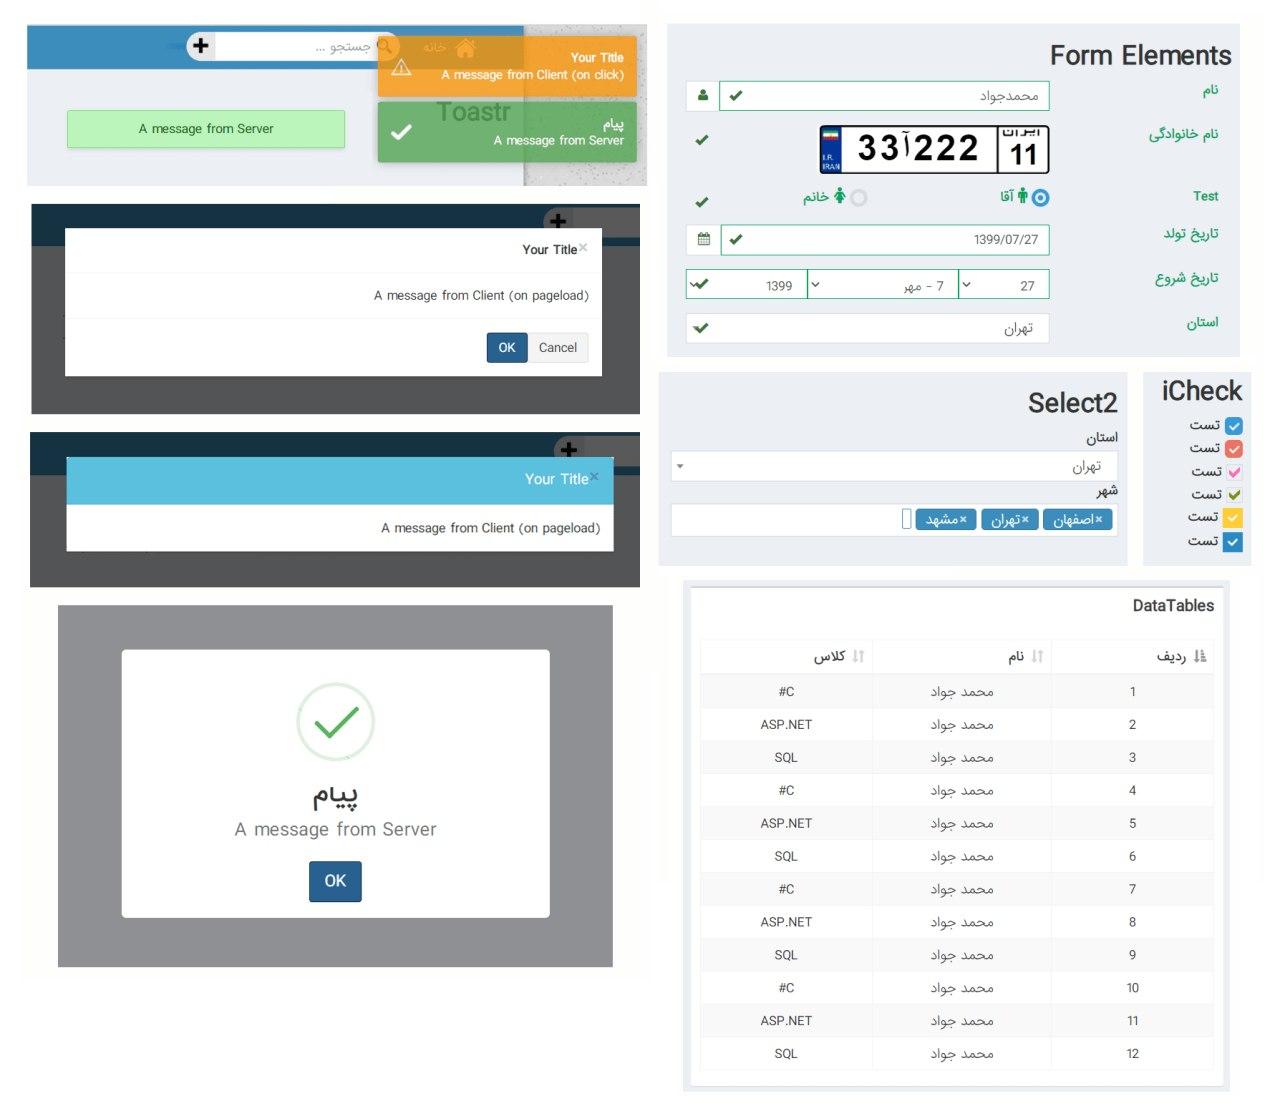 خانه
جستجو ...
Your Title
A message from Client (on click)
Toastr
پیام
A message from Server
A message from Server
Your Title×
A message from Client (on pageload)
OK Cancel
Your Title×
A message from Client (on pageload)
پیام
A message from Server
OK
Form Elements
نام
محمدجواد
نام خانوادگی
I.R.
IRAN
33آ222
ایران
11
Test
آقا
خانم
تاریخ تولد
1399/07/27
تاریخ شروع
27
7 - مهر
1399
استان
تهران
Select2
استان
تهران
شهر
×اصفهان ×تهران ×مشهد
iCheck
تست
تست
تست
تست
تست
تست
DataTables
ردیف نام کلاس
1 محمد جواد #C
2 محمد جواد ASP.NET
3 محمد جواد SQL
4 محمد جواد #C
5 محمد جواد ASP.NET
6 محمد جواد SQL
7 محمد جواد #C
8 محمد جواد ASP.NET
9 محمد جواد SQL
10 محمد جواد #C
11 محمد جواد ASP.NET
12 محمد جواد SQL